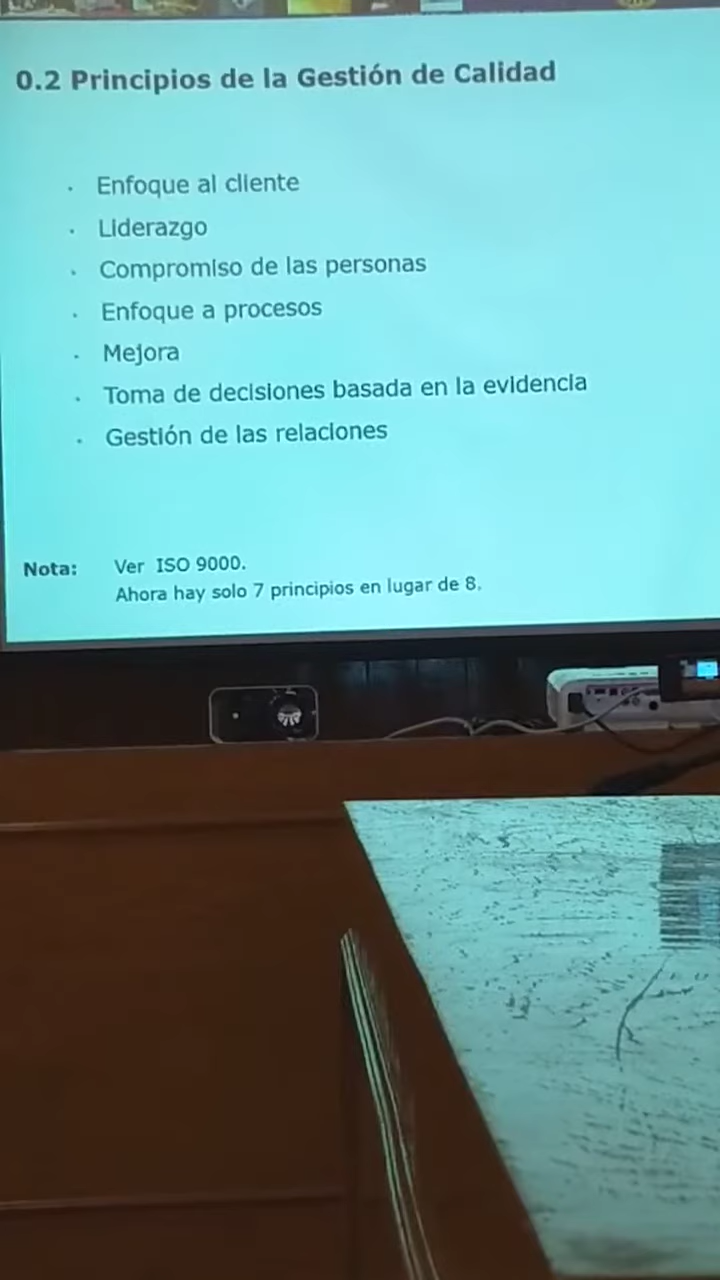 0.2 Principios de la Gestión de Calidad
· Enfoque al cliente
· Liderazgo
· Compromiso de las personas
· Enfoque a procesos
· Mejora
· Toma de decisiones basada en la evidencia
· Gestión de las relaciones
Nota: Ver ISO 9000.
Ahora hay solo 7 principios en lugar de 8.